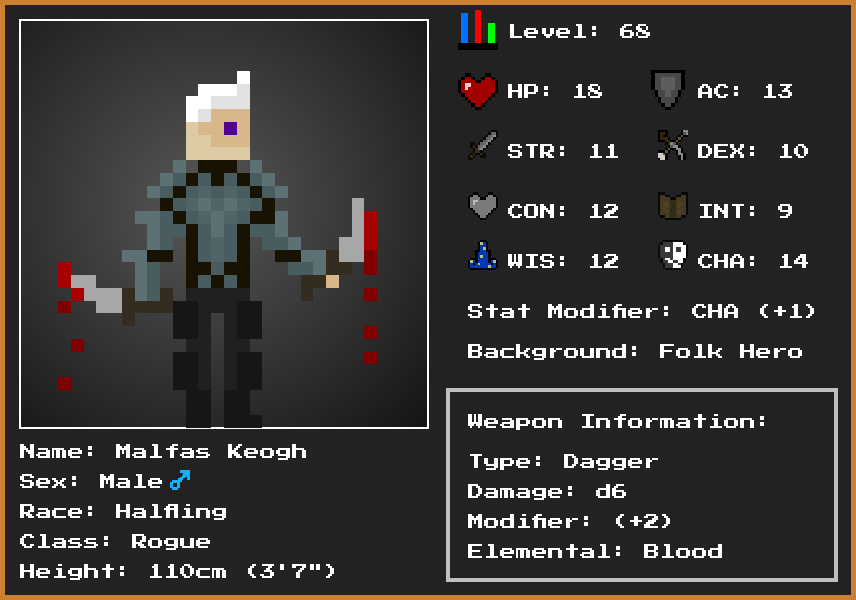 Level: 68
HP: 18 AC: 13
STR: 11 DEX: 10
CON: 12 INT: 9
WIS: 12 CHA: 14
Stat Modifier: CHA (+1)
Background: Folk Hero
Weapon Information:
Type: Dagger
Damage: d6
Modifier: (+2)
Elemental: Blood
Name: Malfas Keogh
Sex: Male ♂
Race: Halfling
Class: Rogue
Height: 110cm (3'7")